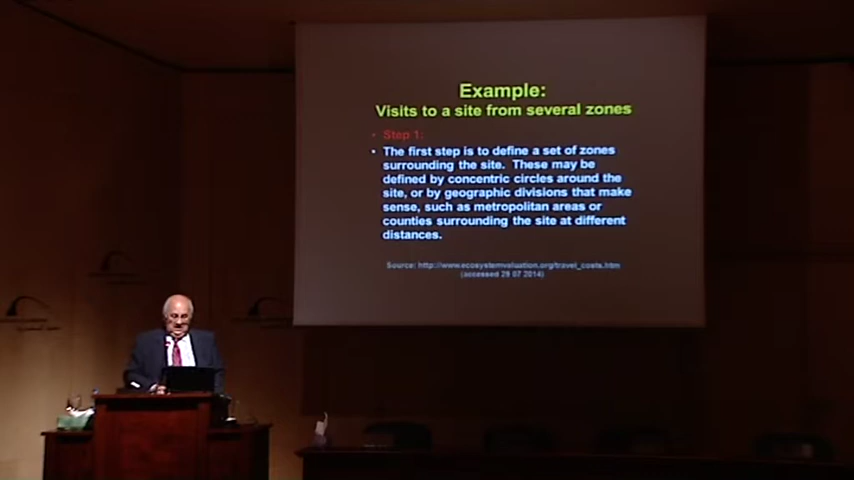 Example:
Visits to a site from several zones
• Step 1:
• The first step is to define a set of zones
surrounding the site. These may be
defined by concentric circles around the
site, or by geographic divisions that make
sense, such as metropolitan areas or
counties surrounding the site at different
distances.
Source: http://www.ecosystemvaluation.org/travel_costs.htm
(accessed 29 07 2014)